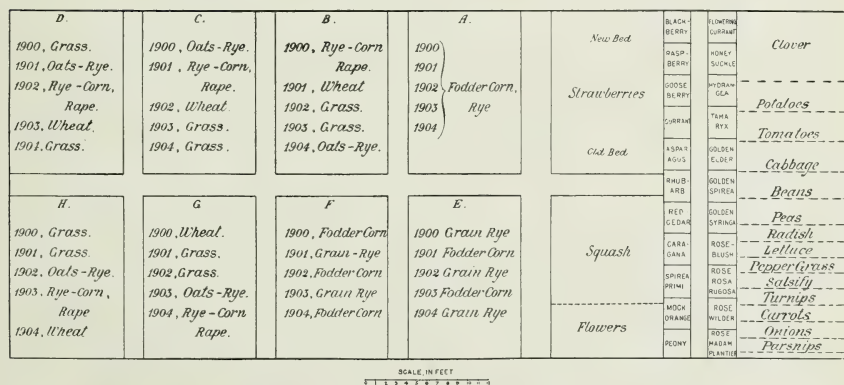 D.
1900, Grass.
1901, Oats-Rye.
1902, Rye-Corn,
Rape.
1903, Wheat.
1904, Grass.
C.
1900, Oats-Rye.
1901, Rye-Corn,
Rape.
1902, Wheat.
1903, Grass.
1904, Grass.
B.
1900, Rye-Corn
Rape.
1901, Wheat
1902, Grass.
1903, Grass.
1904, Oats-Rye.
A.
1900
1901
1902 Fodder Corn,
1903 Rye
1904
New Bed
Strawberries
Old Bed
BLACK-
BERRY
RASP-
BERRY
GOOSE
BERRY
CURRANT
ASPAR
AGUS
RHUB-
ARB
RED
CEDAR
CARA-
GANA
SPIREA
PRIMI
MOCK
ORANGE
PEONY
FLOWERING
CURRANT
HONEY
SUCKLE
HYDRAN
GEA
TAMA
RYX
GOLDEN
ELDER
GOLDEN
SPIREA
GOLDEN
SYRINGA
ROSE-
BLUSH
ROSE
ROSA
RUGOSA
ROSE
WILDER
ROSE
MADAM
PLANTIER
Clover
Potatoes
Tomatoes
Cabbage
Beans
Peas
Radish
Lettuce
Pepper Grass
Salsify
Turnips
Carrots
Onions
Parsnips
H.
1900, Grass.
1901, Grass.
1902, Oats-Rye.
1903, Rye-Corn,
Rape
1904, Wheat
G
1900, Wheat.
1901, Grass.
1902, Grass.
1903, Oats-Rye.
1904, Rye-Corn
Rape.
F
1900, Fodder Corn
1901, Grain-Rye
1902, Fodder Corn
1903, Grain Rye
1904, Fodder Corn
E.
1900 Grain Rye
1901 Fodder Corn
1902 Grain Rye
1903 Fodder Corn
1904 Grain Rye
Squash
Flowers
SCALE, IN FEET